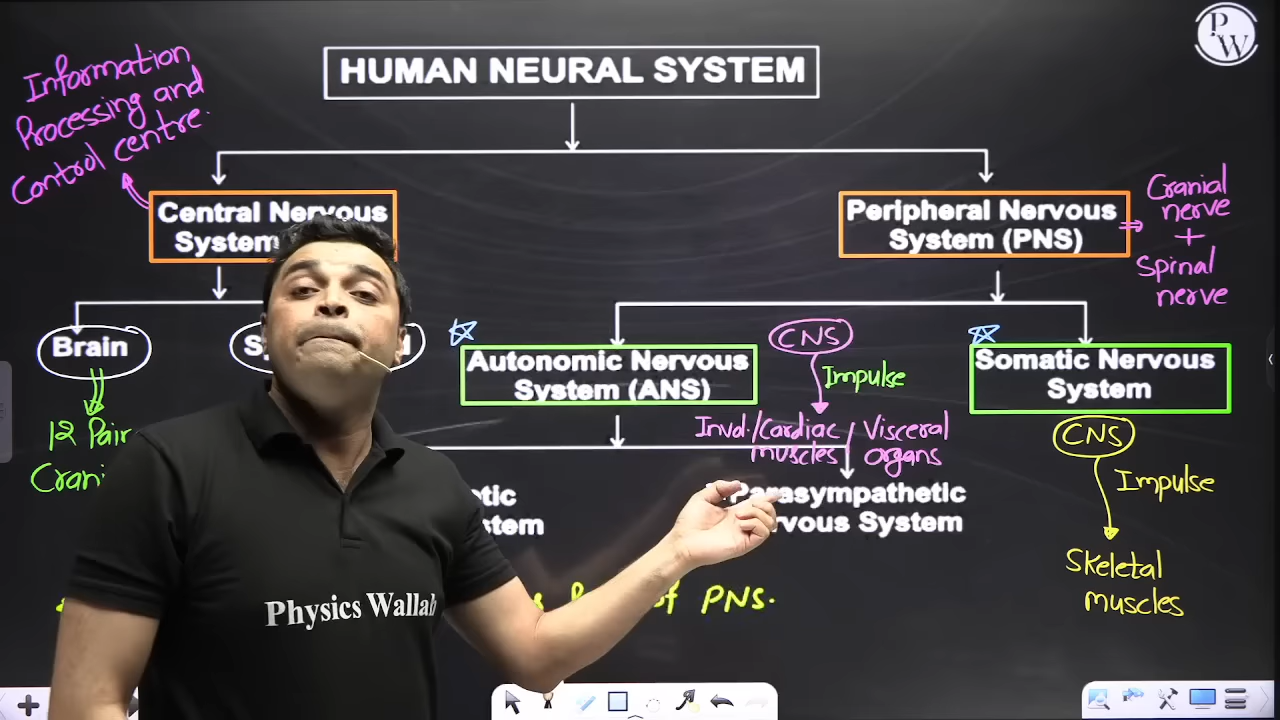 PW
HUMAN NEURAL SYSTEM
Information
Processing and
Control centre.
Central Nervous
System
Peripheral Nervous
System (PNS)
⇒ Cranial
nerve
+
Spinal
nerve
Brain
12 Pair
Autonomic Nervous
System (ANS)
CNS
Impulse
Invol./Cardiac / Visceral
muscles/ organs
Somatic Nervous
System
CNS
Impulse
Skeletal
muscles
Parasympathetic
System
of PNS.
Physics Wallah